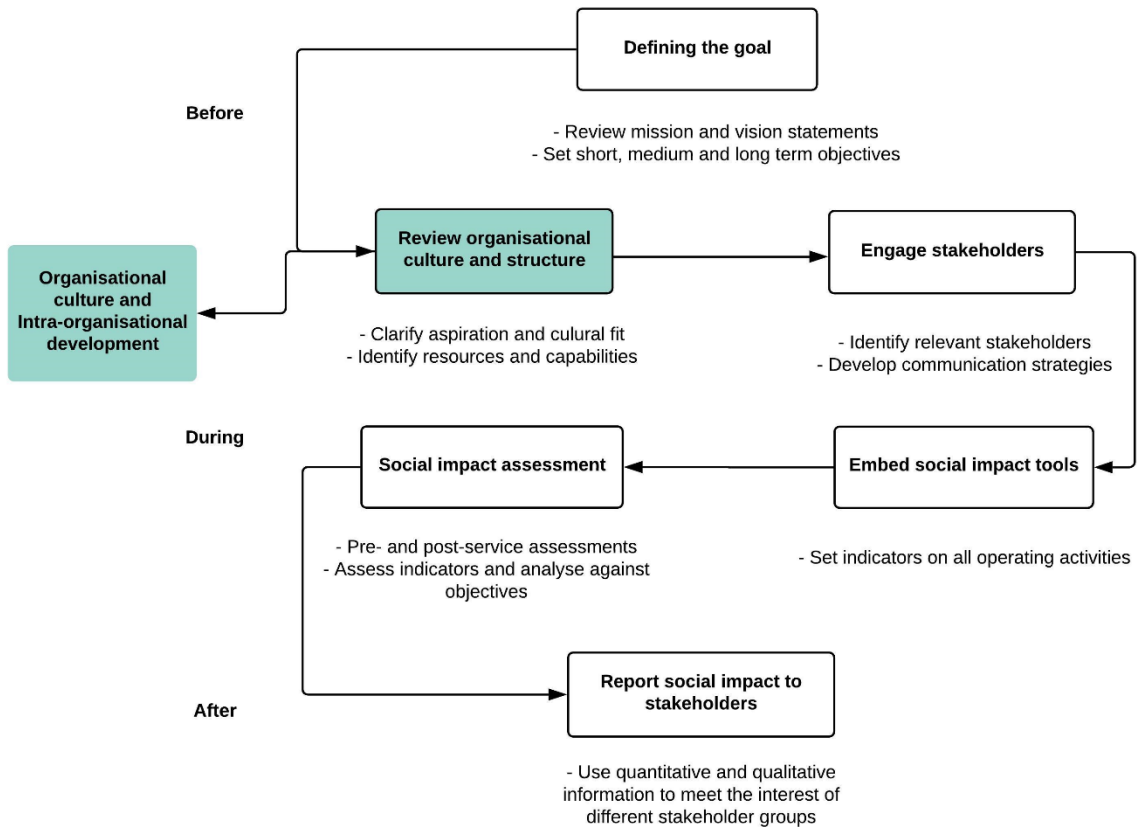 Defining the goal
Before
- Review mission and vision statements
- Set short, medium and long term objectives
Organisational
culture and
Intra-organisational
development
Review organisational
culture and structure
- Clarify aspiration and culural fit
- Identify resources and capabilities
Engage stakeholders
- Identify relevant stakeholders
- Develop communication strategies
During
Social impact assessment
- Pre- and post-service assessments
- Assess indicators and analyse against
objectives
Embed social impact tools
- Set indicators on all operating activities
After
Report social impact to
stakeholders
- Use quantitative and qualitative
information to meet the interest of
different stakeholder groups